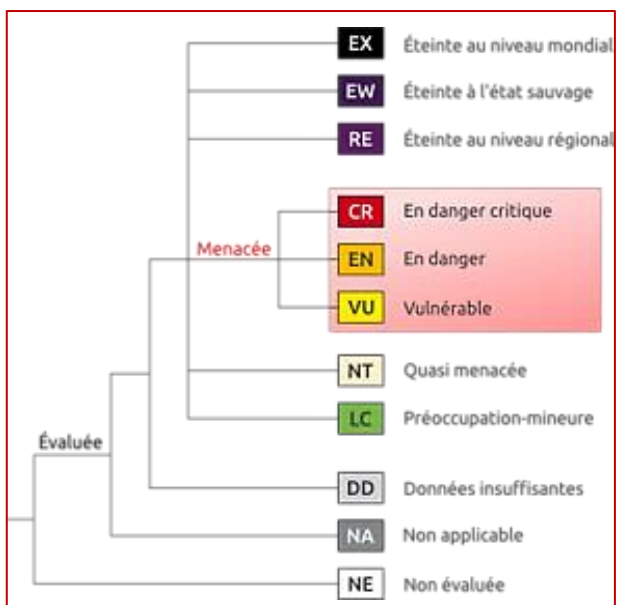 EX Éteinte au niveau mondial
EW Éteinte à l'état sauvage
RE Éteinte au niveau régional
CR En danger critique
Menacée
EN En danger
VU Vulnérable
NT Quasi menacée
LC Préoccupation-mineure
Évaluée
DD Données insuffisantes
NA Non applicable
NE Non évaluée